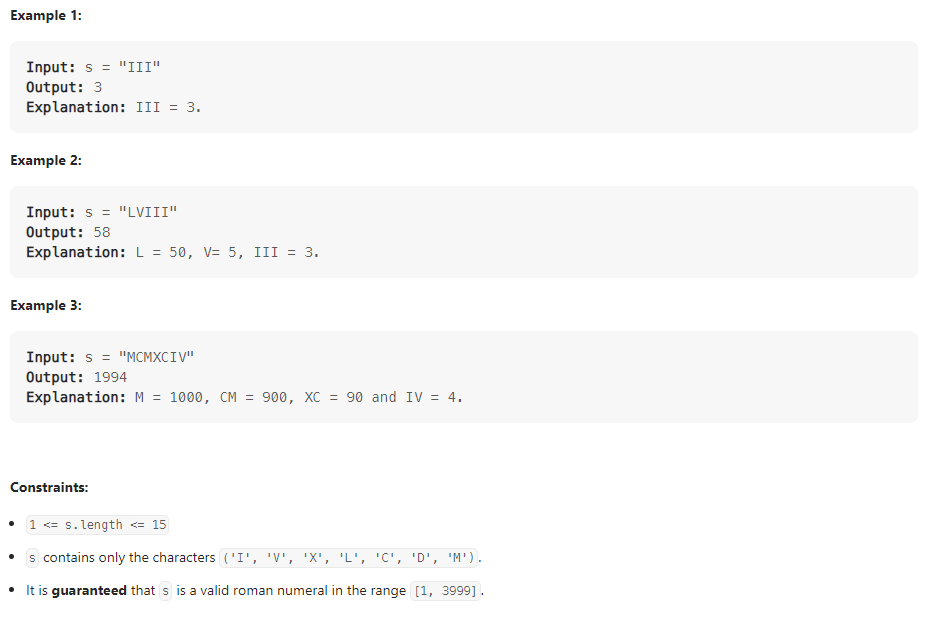 Example 1:
Input: s = "III"
Output: 3
Explanation: III = 3.
Example 2:
Input: s = "LVIII"
Output: 58
Explanation: L = 50, V= 5, III = 3.
Example 3:
Input: s = "MCMXCIV"
Output: 1994
Explanation: M = 1000, CM = 900, XC = 90 and IV = 4.
Constraints:
• 1 <= s.length <= 15
• s contains only the characters ('I', 'V', 'X', 'L', 'C', 'D', 'M').
• It is guaranteed that s is a valid roman numeral in the range [1, 3999].